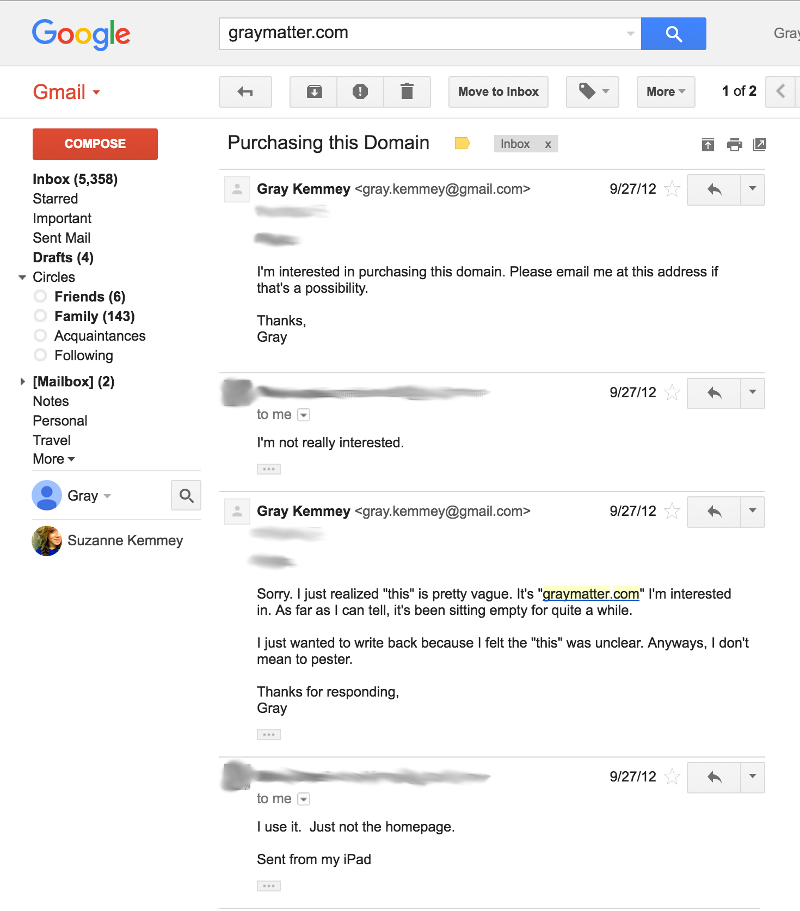 Google
graymatter.com
Gray
Gmail
Move to Inbox
More
1 of 2
COMPOSE
Inbox (5,358)
Starred
Important
Sent Mail
Drafts (4)
Circles
Friends (6)
Family (143)
Acquaintances
Following
[Mailbox] (2)
Notes
Personal
Travel
More
Gray
Suzanne Kemmey
Purchasing this Domain
Inbox x
Gray Kemmey <gray.kemmey@gmail.com> 9/27/12
I'm interested in purchasing this domain. Please email me at this address if
that's a possibility.
Thanks,
Gray
9/27/12
to me
I'm not really interested.
Gray Kemmey <gray.kemmey@gmail.com> 9/27/12
Sorry. I just realized "this" is pretty vague. It's "graymatter.com" I'm interested
in. As far as I can tell, it's been sitting empty for quite a while.
I just wanted to write back because I felt the "this" was unclear. Anyways, I don't
mean to pester.
Thanks for responding,
Gray
9/27/12
to me
I use it.  Just not the homepage.
Sent from my iPad